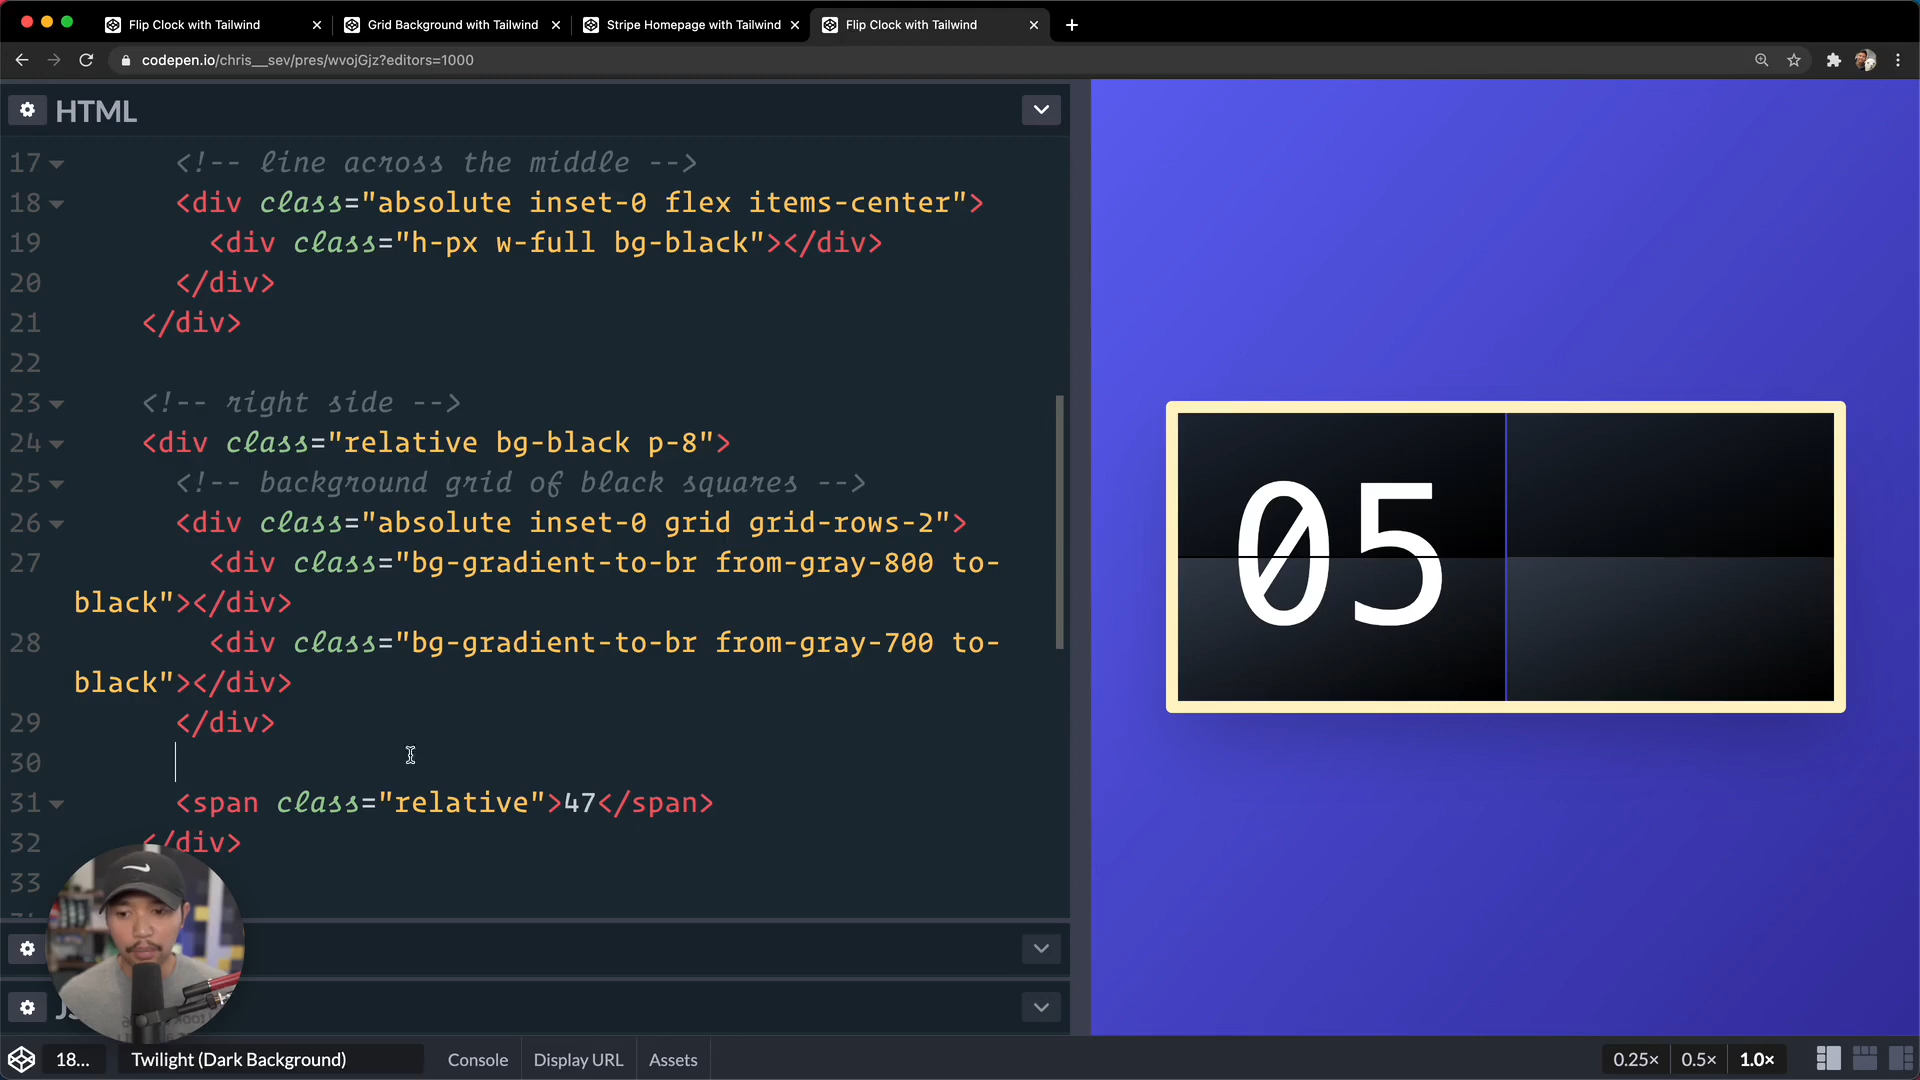 Flip Clock with Tailwind
Grid Background with Tailwind
Stripe Homepage with Tailwind
Flip Clock with Tailwind
codepen.io/chris__sev/pres/wvojGjz?editors=1000
HTML
17 <!-- line across the middle -->
18 <div class="absolute inset-0 flex items-center">
19 <div class="h-px w-full bg-black"></div>
20 </div>
21 </div>
22
23 <!-- right side -->
24 <div class="relative bg-black p-8">
25 <!-- background grid of black squares -->
26 <div class="absolute inset-0 grid grid-rows-2">
27 <div class="bg-gradient-to-br from-gray-800 to-
black"></div>
28 <div class="bg-gradient-to-br from-gray-700 to-
black"></div>
29 </div>
30
31 <span class="relative">47</span>
32 </div>
33
05
18... Twilight (Dark Background) Console Display URL Assets 0.25× 0.5× 1.0×